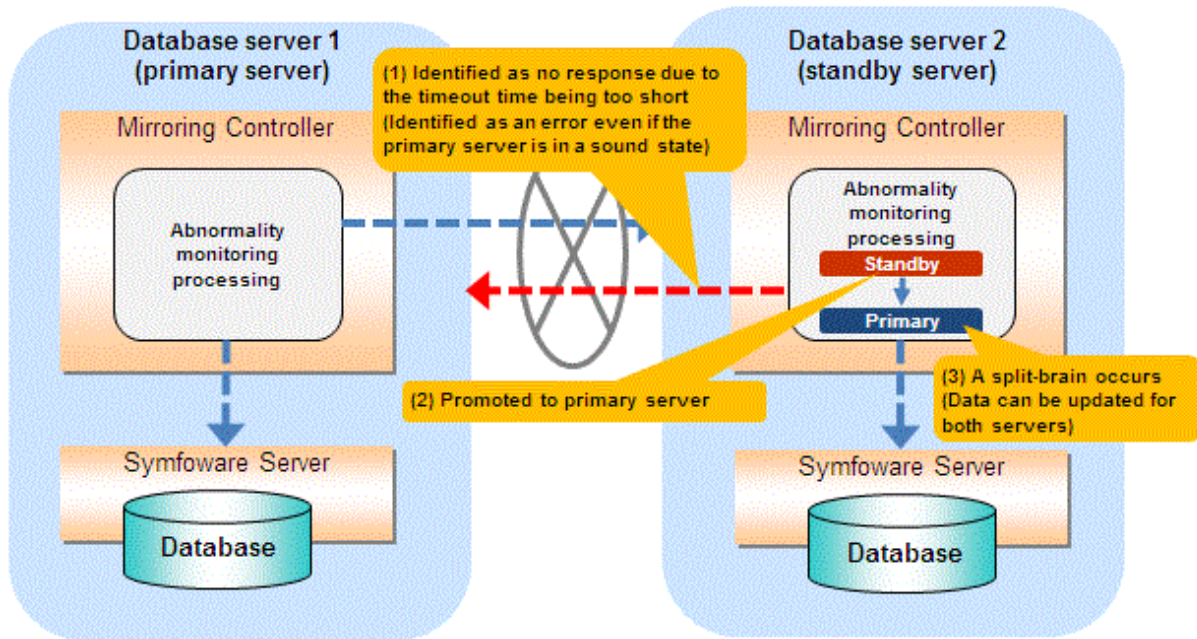 Database server 1
(primary server)
Mirroring Controller
Abnormality
monitoring
processing
Symfoware Server
Database
(1) Identified as no response due to
the timeout time being too short
(Identified as an error even if the
primary server is in a sound state)
(2) Promoted to primary server
Database server 2
(standby server)
Mirroring Controller
Abnormality
monitoring
processing
Standby
Primary
(3) A split-brain occurs
(Data can be updated for
both servers)
Symfoware Server
Database